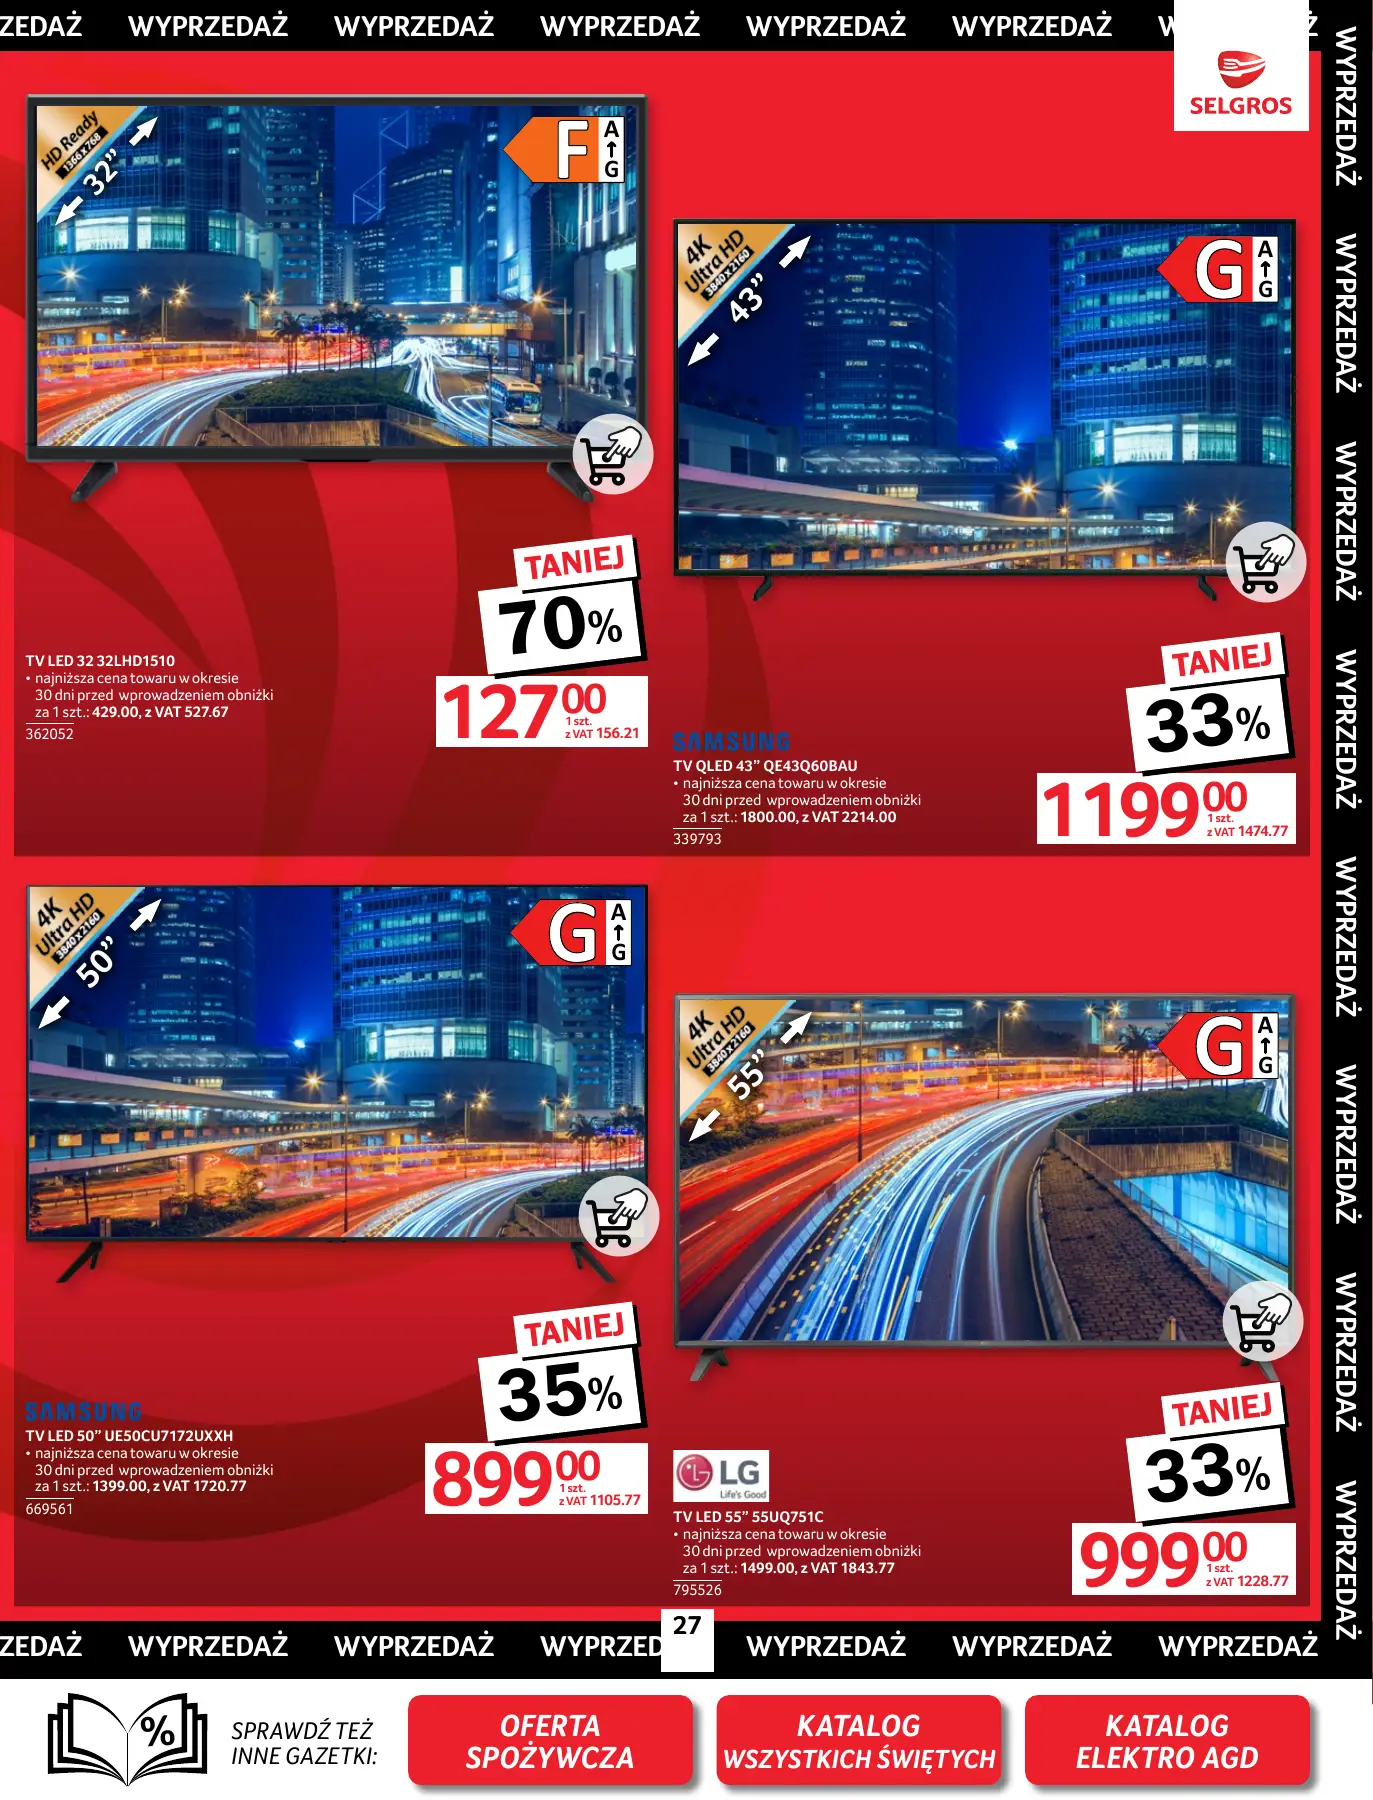 ZEDAŻ WYPRZEDAŻ WYPRZEDAŻ WYPRZEDAŻ WYPRZEDAŻ WYPRZEDAŻ
SELGROS
WYPRZEDAŻ WYPRZEDAŻ WYPRZEDAŻ WYPRZEDAŻ WYPRZEDAŻ WYPRZEDAŻ WYPRZEDAŻ WYPRZEDAŻ
HD Ready
1366 x 768
32”
F
A
G
TANIEJ
70%
TV LED 32 32LHD1510
• najniższa cena towaru w okresie
30 dni przed wprowadzeniem obniżki
za 1 szt.: 429.00, z VAT 527.67
362052
127 00
1 szt.
z VAT 156.21
4K
Ultra HD
3840 x 2160
43”
G
A
G
TANIEJ
33%
SAMSUNG
TV QLED 43” QE43Q60BAU
• najniższa cena towaru w okresie
30 dni przed wprowadzeniem obniżki
za 1 szt.: 1800.00, z VAT 2214.00
339793
1199 00
1 szt.
z VAT 1474.77
4K
Ultra HD
3840 x 2160
50”
G
A
G
TANIEJ
35%
SAMSUNG
TV LED 50” UE50CU7172UXXH
• najniższa cena towaru w okresie
30 dni przed wprowadzeniem obniżki
za 1 szt.: 1399.00, z VAT 1720.77
669561
899 00
1 szt.
z VAT 1105.77
4K
Ultra HD
3840 x 2160
55”
G
A
G
TANIEJ
33%
LG
Life's Good
TV LED 55” 55UQ751C
• najniższa cena towaru w okresie
30 dni przed wprowadzeniem obniżki
za 1 szt.: 1499.00, z VAT 1843.77
795526
999 00
1 szt.
z VAT 1228.77
27
ZEDAŻ WYPRZEDAŻ WYPRZEDAŻ WYPRZED WYPRZEDAŻ WYPRZEDAŻ WYPRZEDAŻ
%
SPRAWDŹ TEŻ
INNE GAZETKI:
OFERTA
SPOŻYWCZA
KATALOG
WSZYSTKICH ŚWIĘTYCH
KATALOG
ELEKTRO AGD